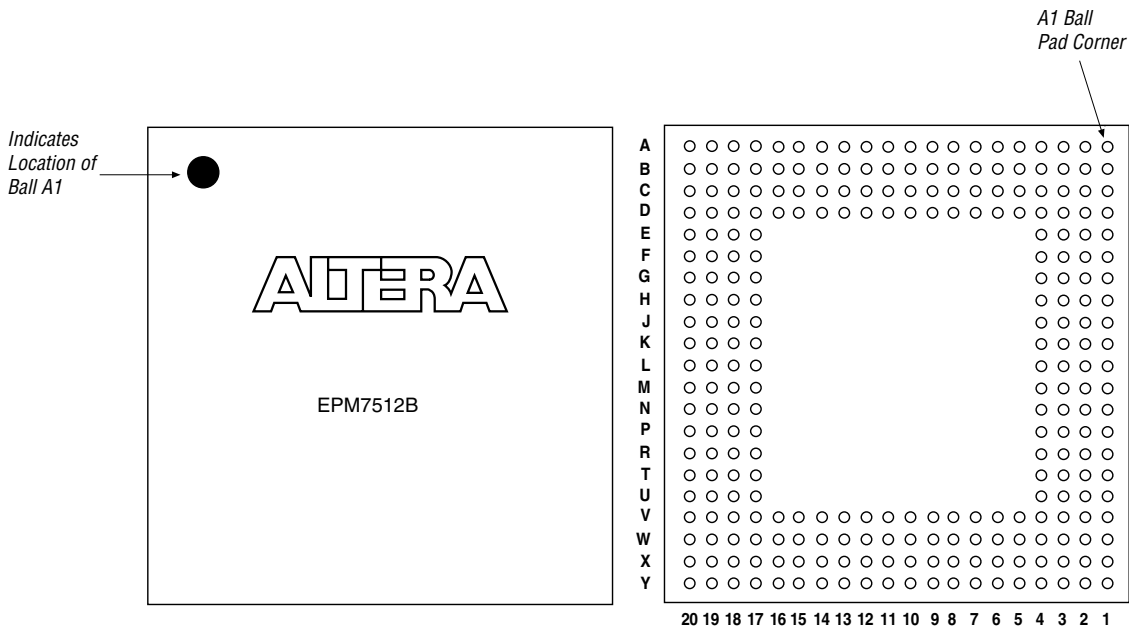 A1 Ball
Pad Corner
Indicates
Location of
Ball A1
ALTERA
EPM7512B
A
B
C
D
E
F
G
H
J
K
L
M
N
P
R
T
U
V
W
X
Y
20 19 18 17 16 15 14 13 12 11 10 9 8 7 6 5 4 3 2 1